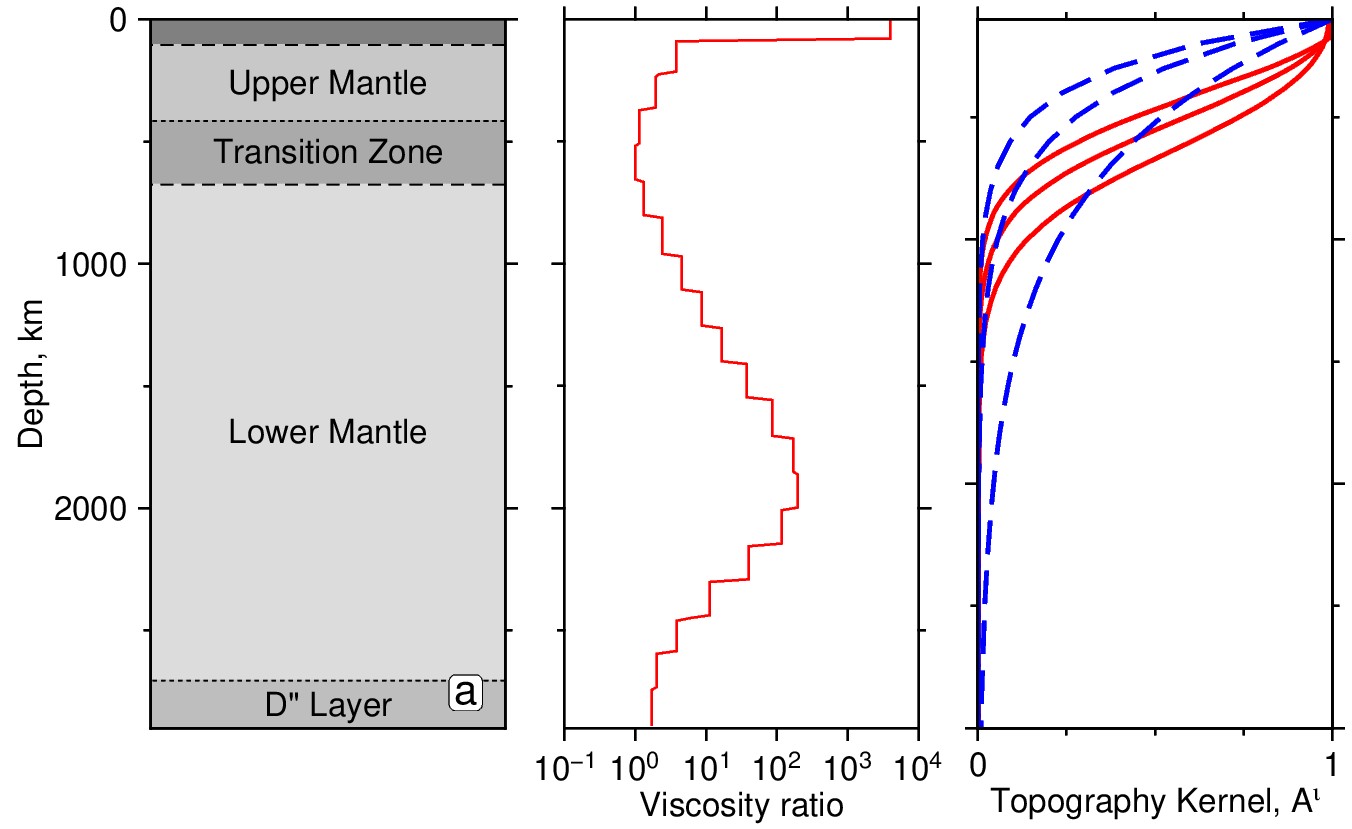 0
1000
2000
Depth, km
Upper Mantle
Transition Zone
Lower Mantle
D" Layer
a
10⁻¹ 10⁰ 10¹ 10² 10³ 10⁴
Viscosity ratio
0 1
Topography Kernel, Aᶥ